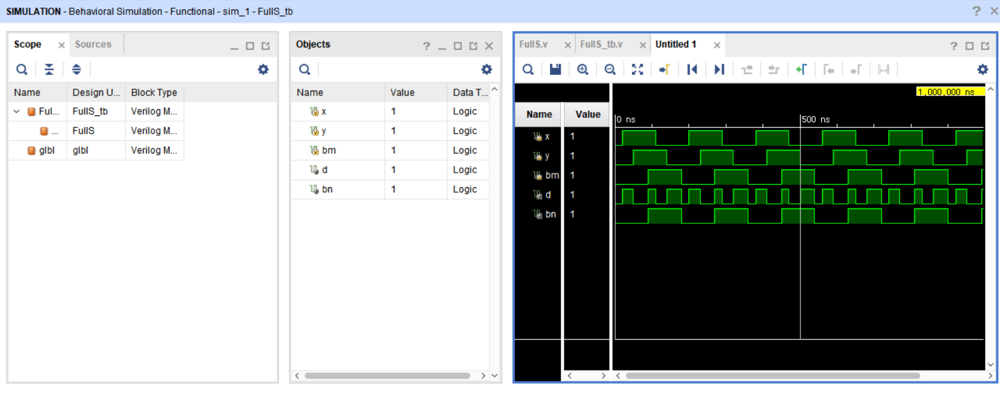 SIMULATION - Behavioral Simulation - Functional - sim_1 - FullS_tb
Scope
Sources
Name Design U... Block Type
Ful... FullS_tb Verilog M...
... FullS Verilog M...
glbl glbl Verilog M...
Objects
Name Value Data T...
x 1 Logic
y 1 Logic
bm 1 Logic
d 1 Logic
bn 1 Logic
FullS.v
FullS_tb.v
Untitled 1
1,000,000 ns
Name Value
0 ns 500 ns
x 1
y 1
bm 1
d 1
bn 1